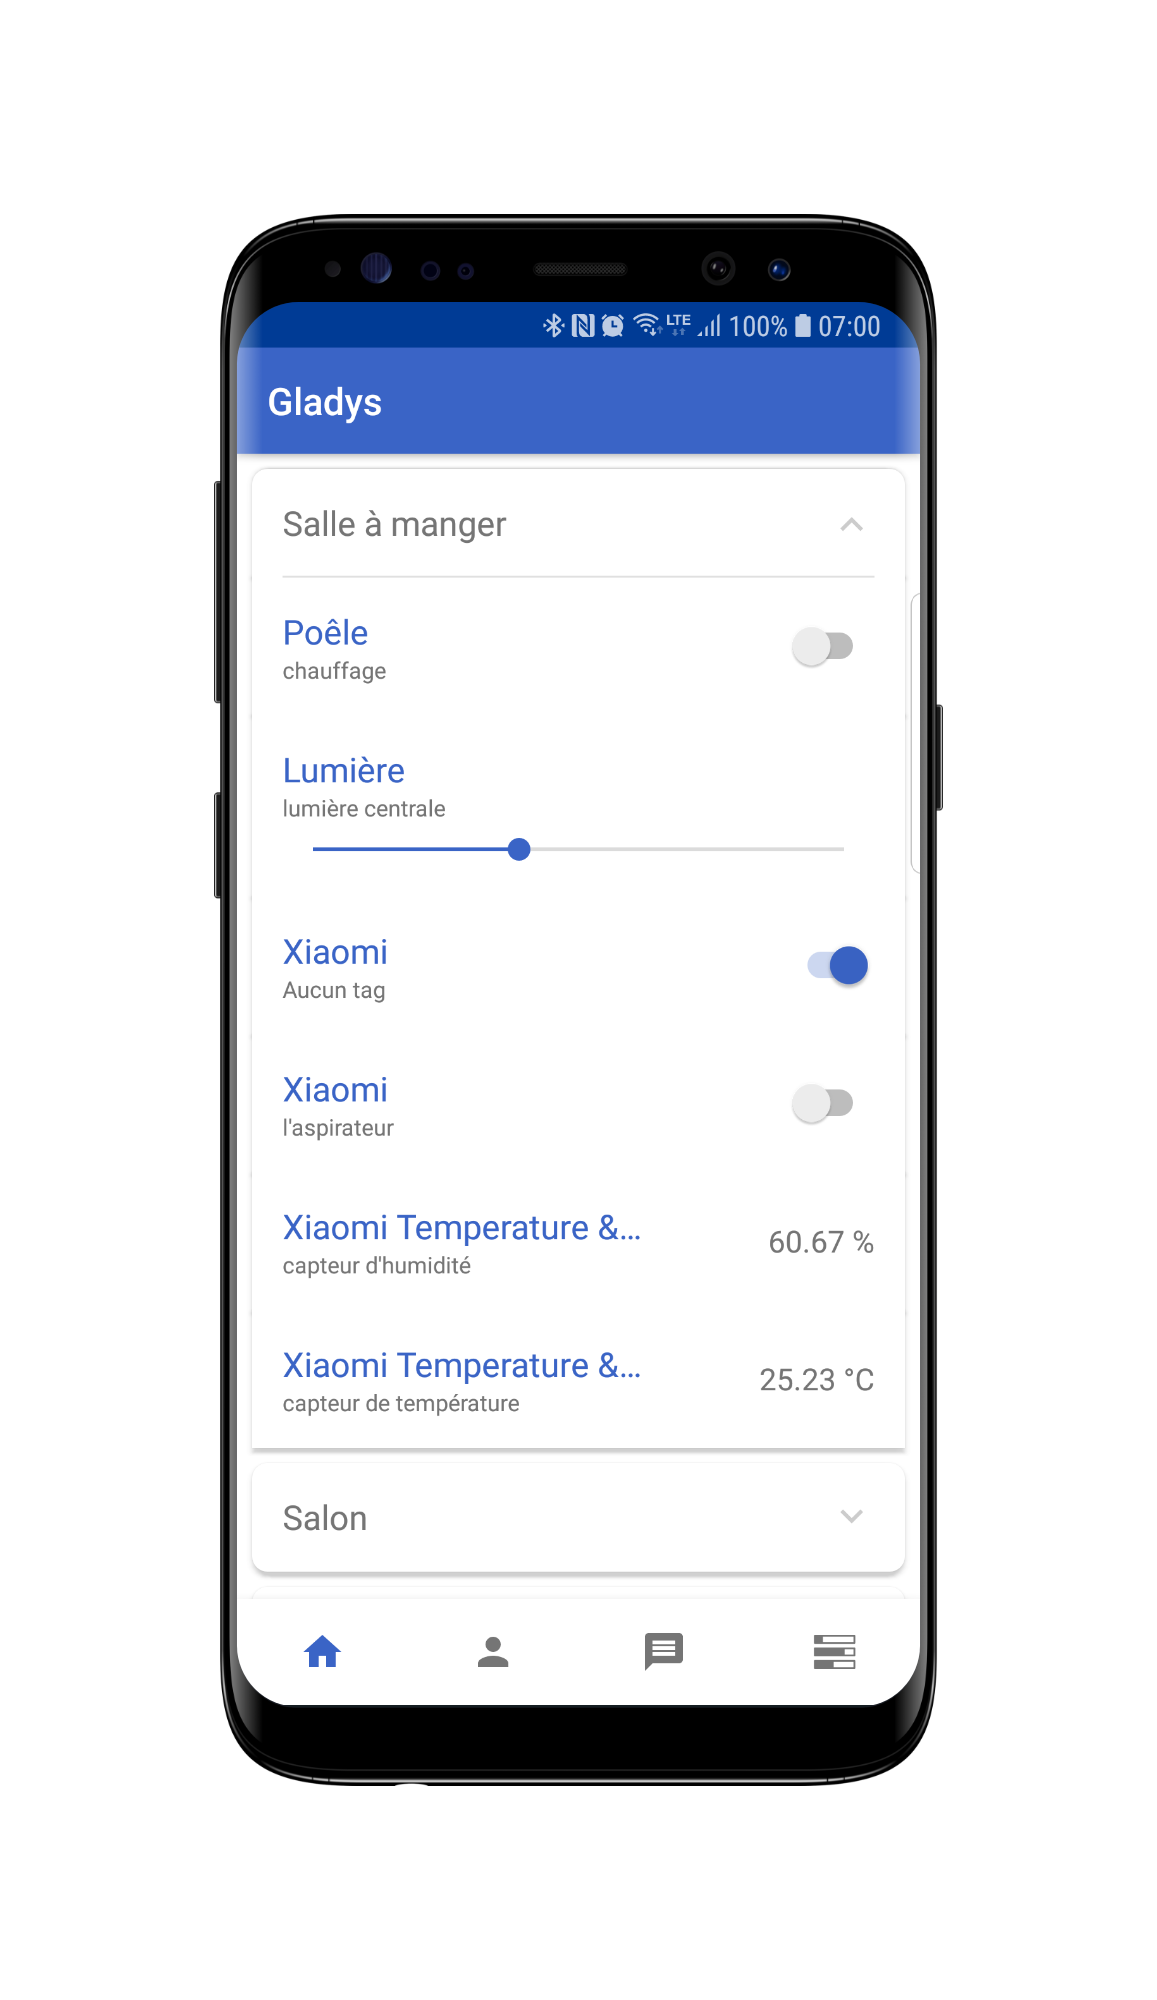 LTE 100% 07:00
Gladys
Salle à manger
Poêle
chauffage
Lumière
lumière centrale
Xiaomi
Aucun tag
Xiaomi
l'aspirateur
Xiaomi Temperature &...
60.67 %
capteur d'humidité
Xiaomi Temperature &...
25.23 °C
capteur de température
Salon